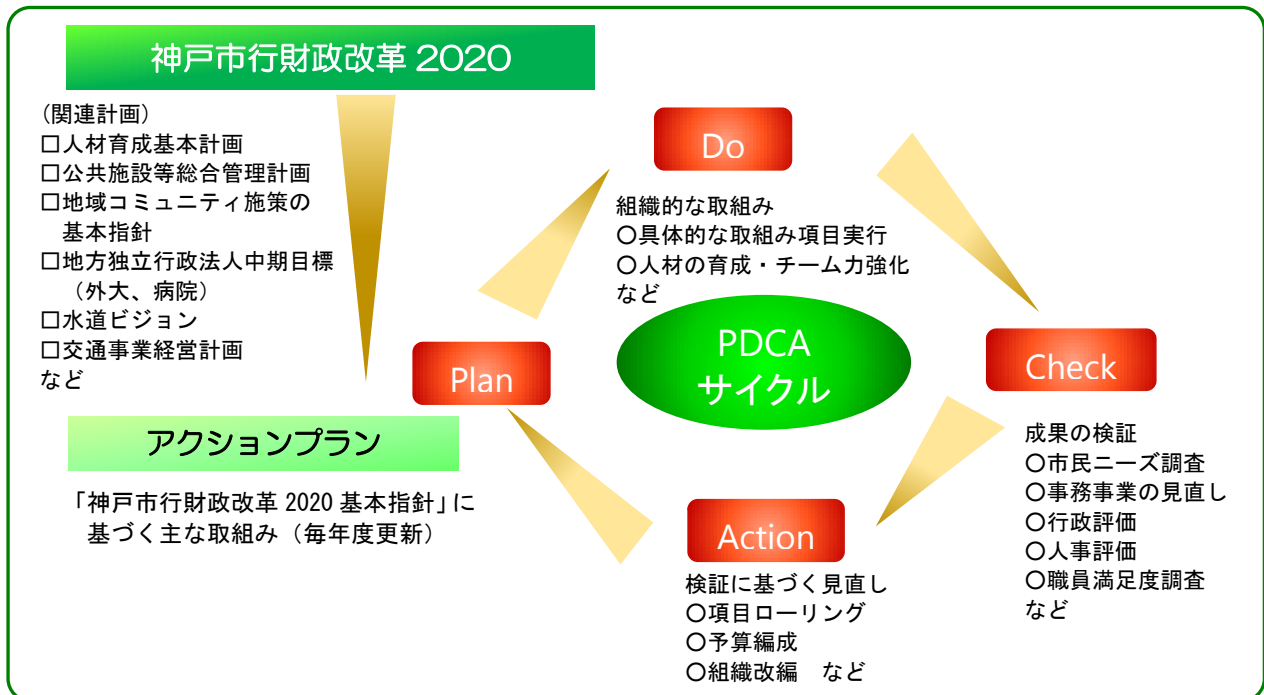 神戸市行財政改革 2020
(関連計画)
□人材育成基本計画
□公共施設等総合管理計画
□地域コミュニティ施策の
基本指針
□地方独立行政法人中期目標
（外大、病院）
□水道ビジョン
□交通事業経営計画
など
アクションプラン
「神戸市行財政改革 2020 基本指針」に
基づく主な取組み（毎年度更新）
Plan
Do
組織的な取組み
○具体的な取組み項目実行
○人材の育成・チーム力強化
など
PDCA
サイクル
Check
成果の検証
○市民ニーズ調査
○事務事業の見直し
○行政評価
○人事評価
○職員満足度調査
など
Action
検証に基づく見直し
○項目ローリング
○予算編成
○組織改編　など